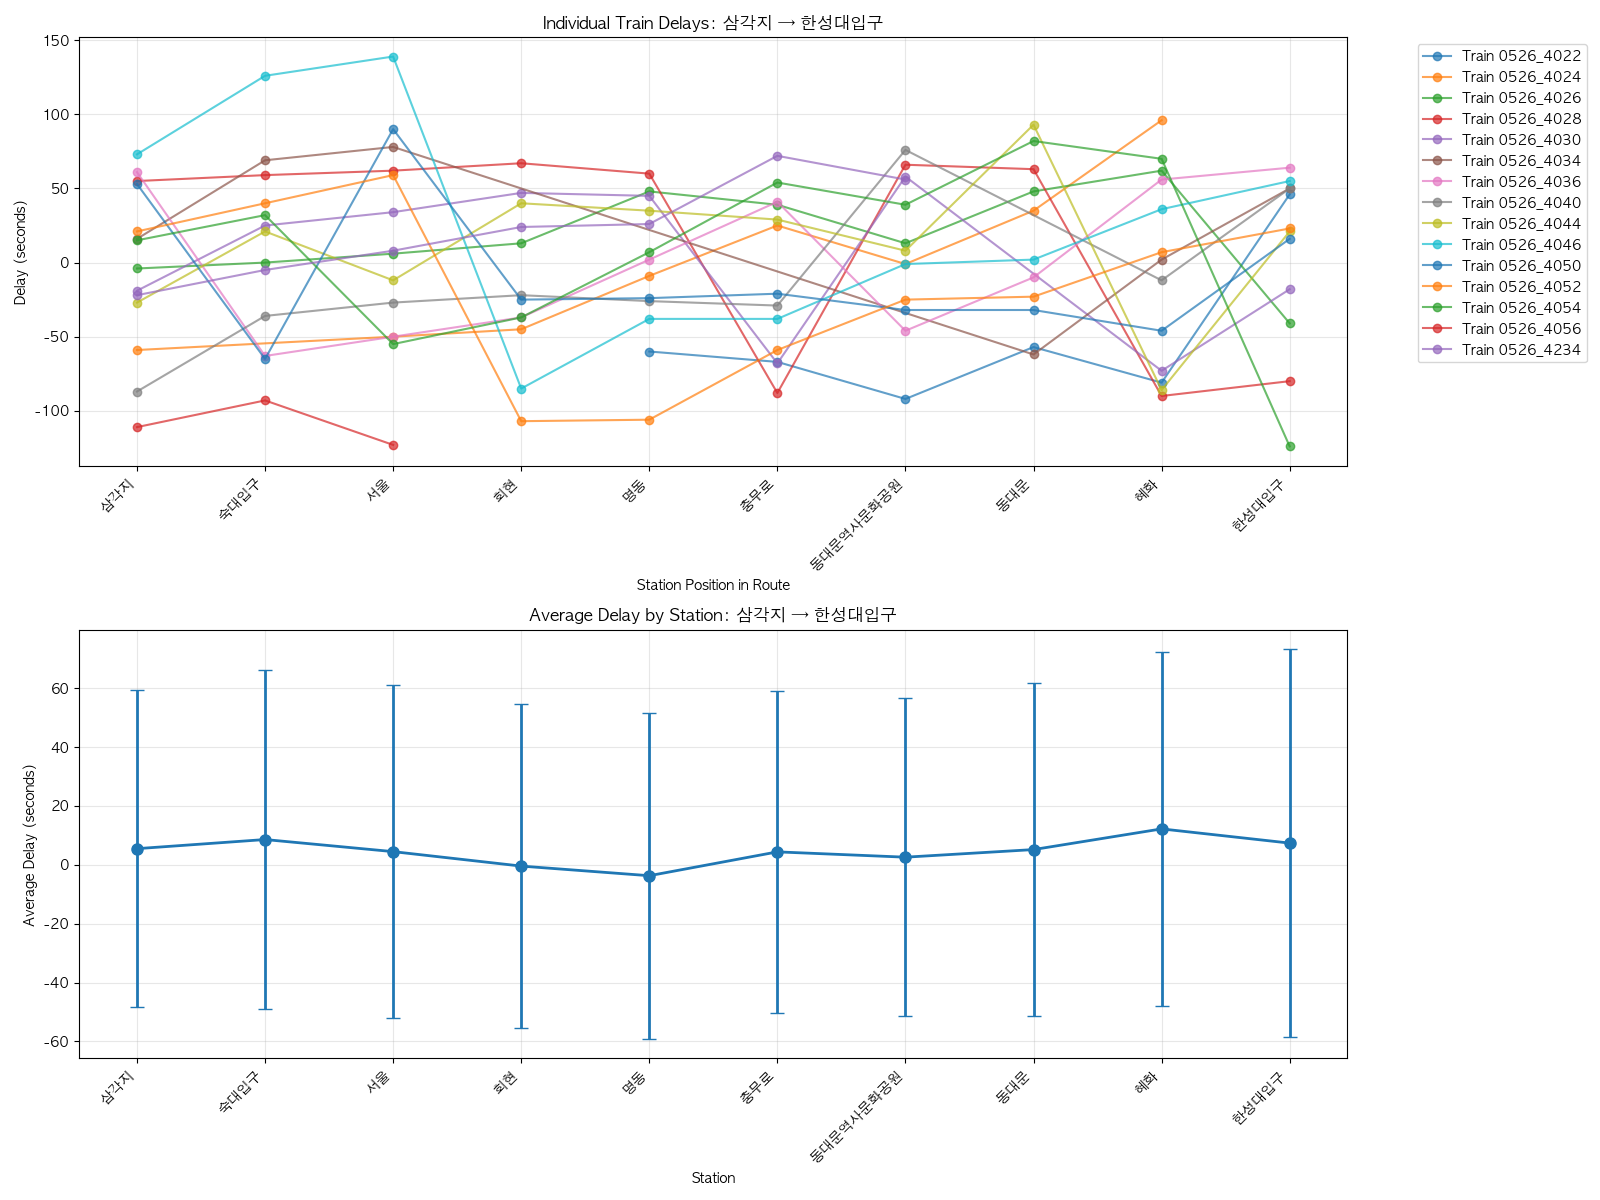 Individual Train Delays: 삼각지 → 한성대입구
Delay (seconds)
150
100
50
0
-50
-100
삼각지
숙대입구
서울
회현
명동
충무로
동대문역사문화공원
동대문
혜화
한성대입구
Station Position in Route
Train 0526_4022
Train 0526_4024
Train 0526_4026
Train 0526_4028
Train 0526_4030
Train 0526_4034
Train 0526_4036
Train 0526_4040
Train 0526_4044
Train 0526_4046
Train 0526_4050
Train 0526_4052
Train 0526_4054
Train 0526_4056
Train 0526_4234
Average Delay by Station: 삼각지 → 한성대입구
Average Delay (seconds)
60
40
20
0
-20
-40
-60
삼각지
숙대입구
서울
회현
명동
충무로
동대문역사문화공원
동대문
혜화
한성대입구
Station